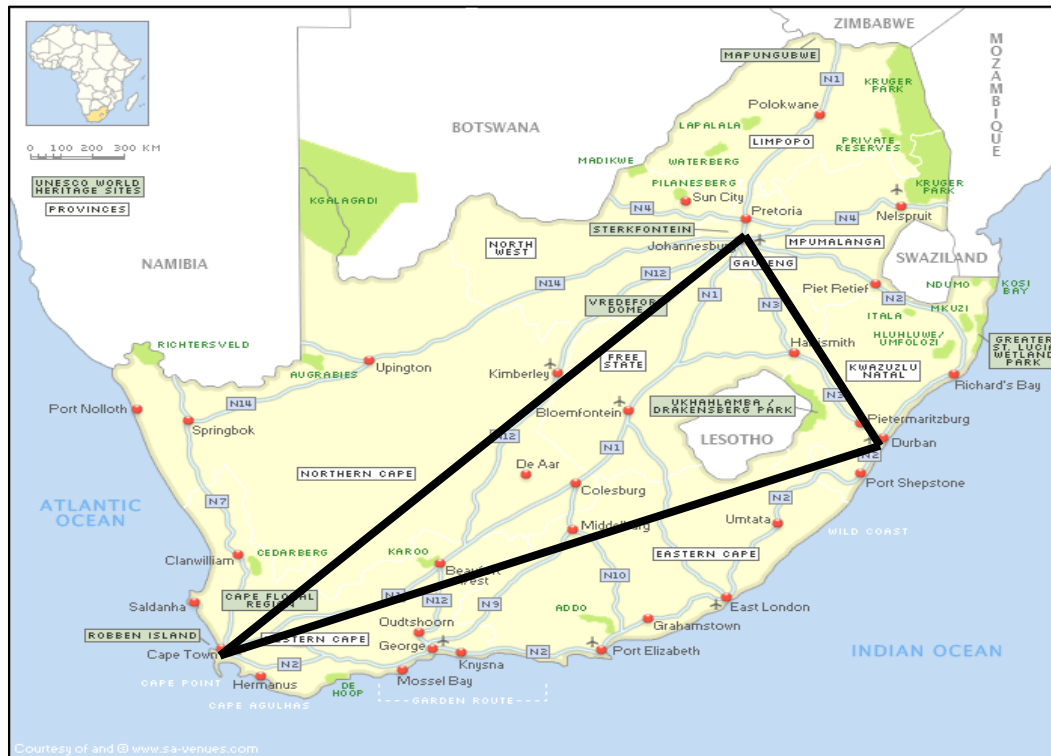 ZIMBABWE
MAPUNGUBWE
MOZAMBIQUE
N1
KRUGER
PARK
Polokwane
BOTSWANA
LAPALALA
LIMPOPO
PRIVATE
RESERVES
0 100 200 300 KM
MADIKWE
WATERBERG
UNESCO WORLD
HERITAGE SITES
PILANESBERG
KRUGER
PARK
PROVINCES
KGALAGADI
Sun City
N4
Pretoria
N4
Nelspruit
STERKFONTEIN
NORTH
WEST
Johannesburg
MPUMALANGA
NAMIBIA
GAUTENG
SWAZILAND
N12
N14
N1
Piet Retief
NDUMO
KOSI
BAY
VREDEFORT
DOME
N3
N2
MKUZI
ITALA
RICHTERSVELD
HLUHLUWE/
UMFOLOZI
GREATER
ST. LUCIA
WETLAND
PARK
Harrismith
FREE
STATE
AUGRABIES
Upington
Kimberley
KWAZUZLU
NATAL
Richard's Bay
Port Nolloth
N14
Bloemfontein
UKHAHLAMBA /
DRAKENSBERG PARK
N3
Springbok
Pietermaritzburg
N12
LESOTHO
Durban
N1
N2
NORTHERN CAPE
De Aar
Port Shepstone
Colesburg
N7
N2
ATLANTIC
OCEAN
Middelburg
Umtata
WILD COAST
Clanwilliam
CEDARBERG
KAROO
EASTERN CAPE
Beaufort
West
N10
CAPE FLORAL
REGION
N12
N9
Saldanha
ADDO
East London
Oudtshoorn
Grahamstown
ROBBEN ISLAND
WESTERN CAPE
Cape Town
George
N2
Port Elizabeth
INDIAN OCEAN
N2
Knysna
CAPE POINT
Hermanus
Mossel Bay
DE
HOOP
GARDEN ROUTE
CAPE AGULHAS
Courtesy of and © www.sa-venues.com